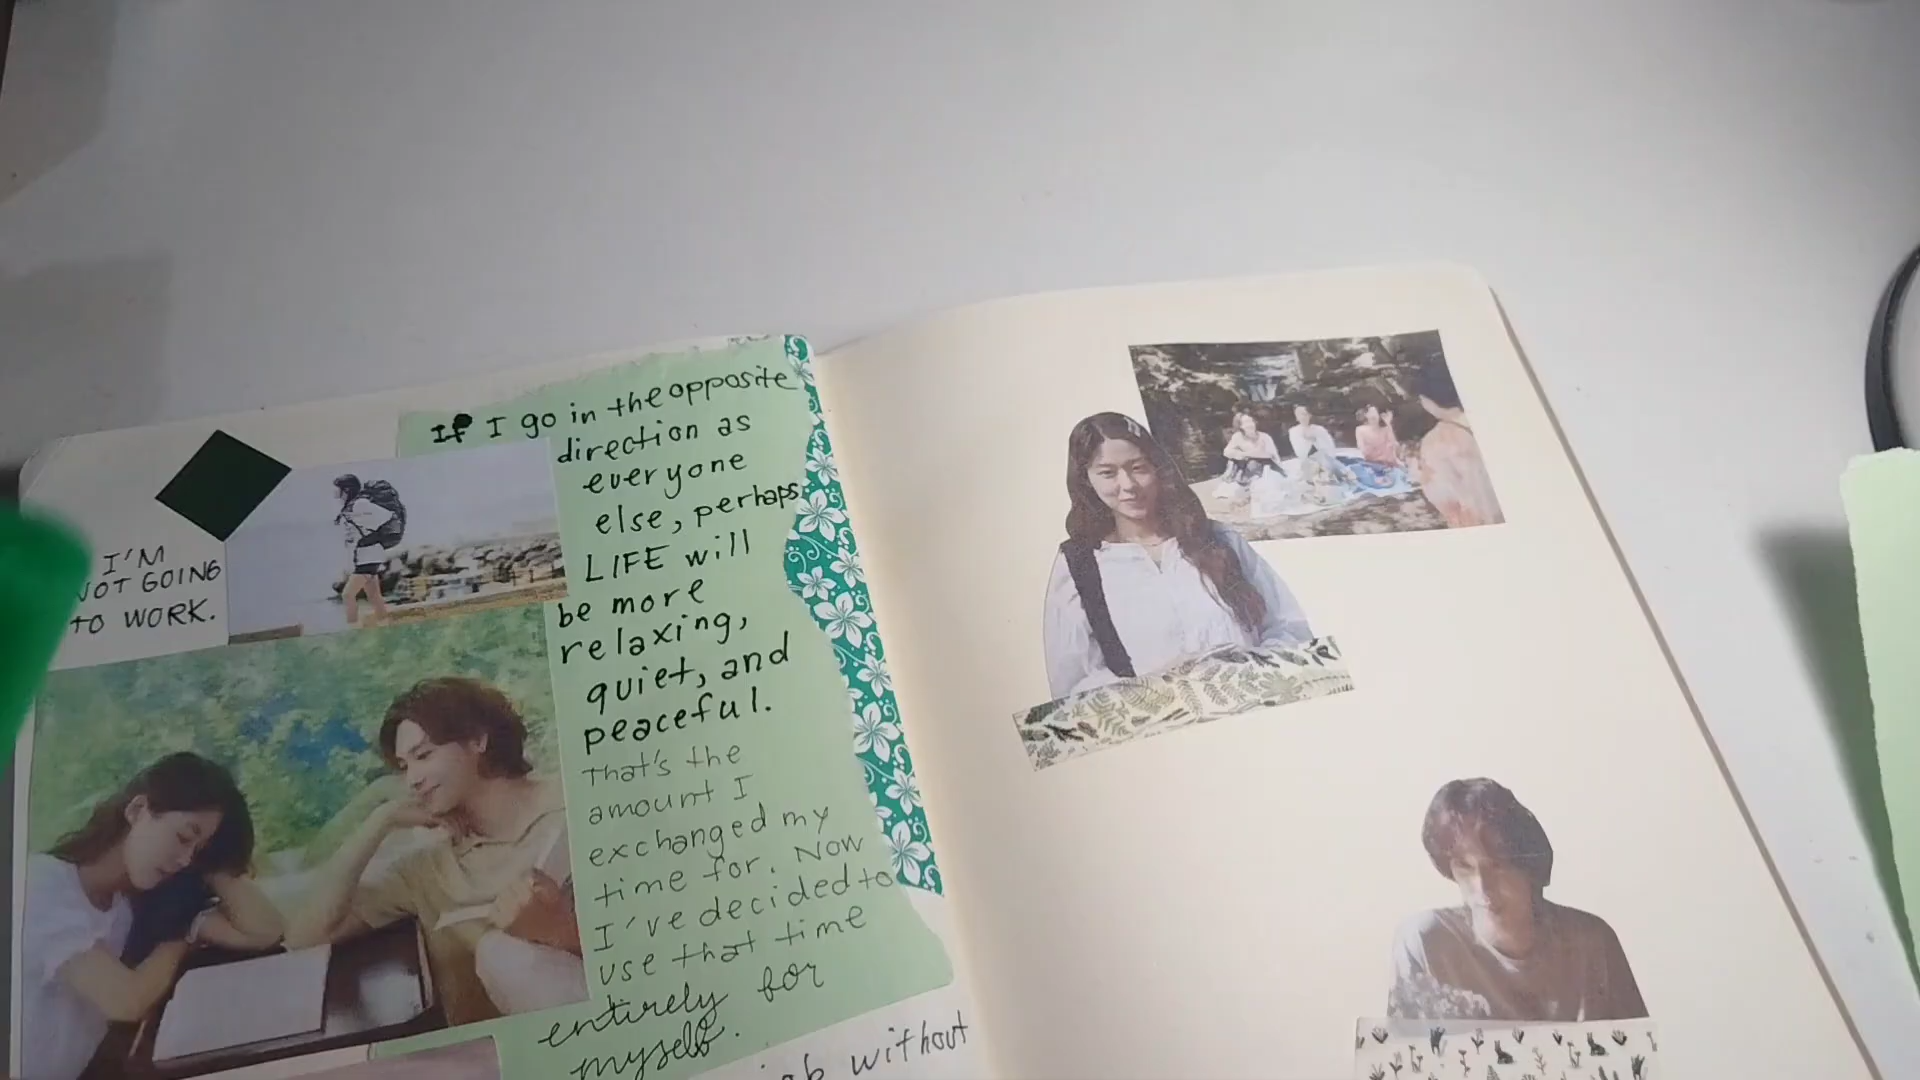 I'M
NOT GOING
TO WORK.
If I go in the opposite
direction as
everyone
else, perhaps
LIFE will
be more
relaxing,
quiet, and
peaceful.
That's the
amount I
exchanged my
time for. Now
I've decided to
use that time
entirely for
myself.
without